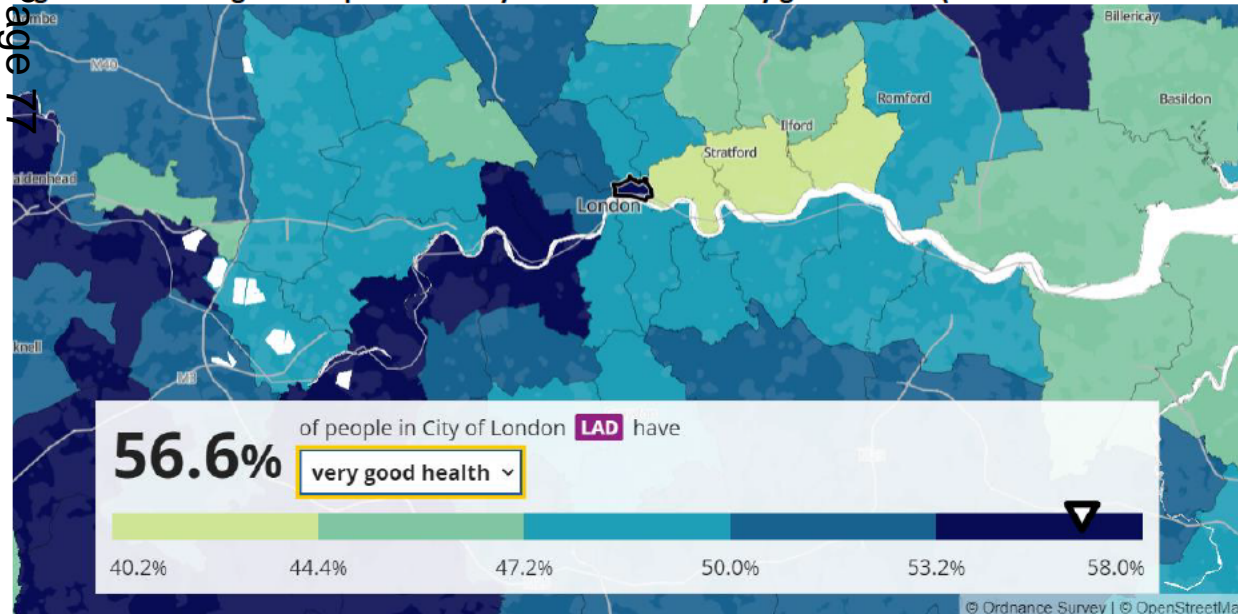 age 77
mbe
Billericay
M40
Romford
Basildon
Ilford
Stratford
aidenhead
London
knell
M3
of people in City of London LAD have
56.6%
very good health
40.2% 44.4% 47.2% 50.0% 53.2% 58.0%
© Ordnance Survey | © OpenStreetMa